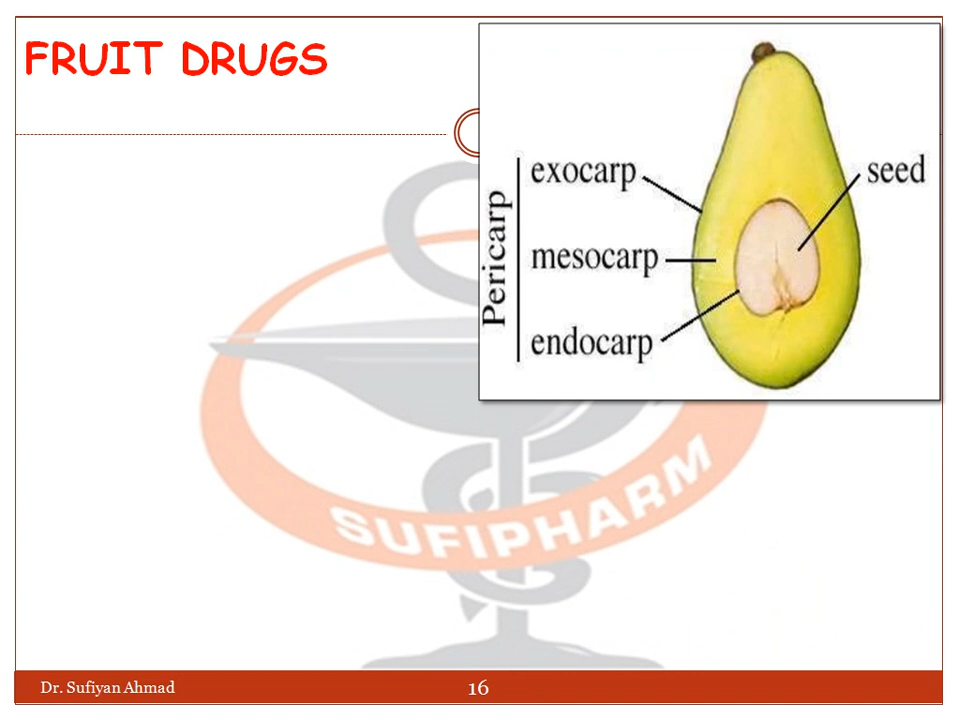 FRUIT DRUGS
Pericarp
exocarp
seed
mesocarp
endocarp
SUFIPHARM
Dr. Sufiyan Ahmad
16